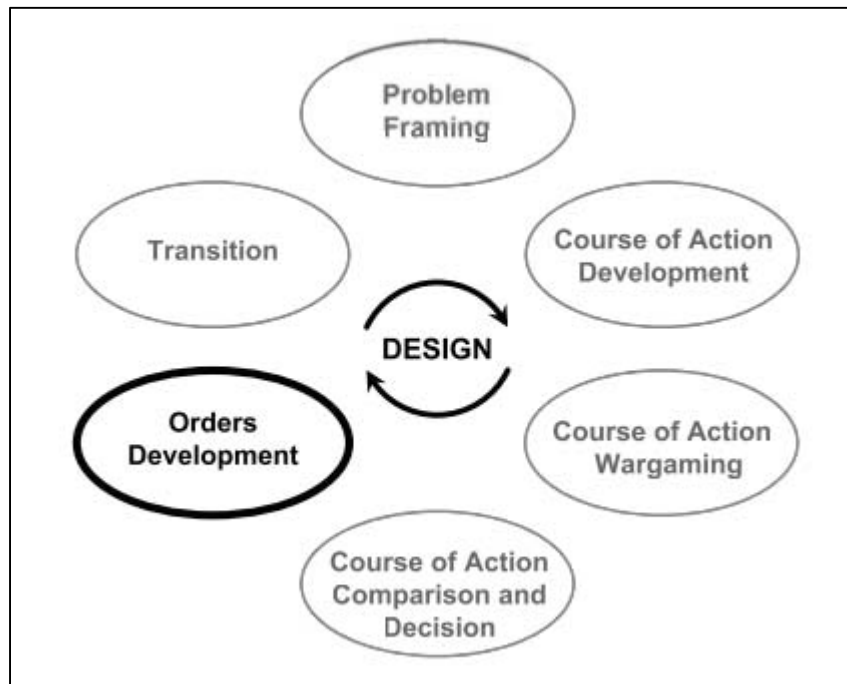 Problem
Framing
Course of Action
Development
Course of Action
Wargaming
Course of Action
Comparison and
Decision
Orders
Development
Transition
DESIGN